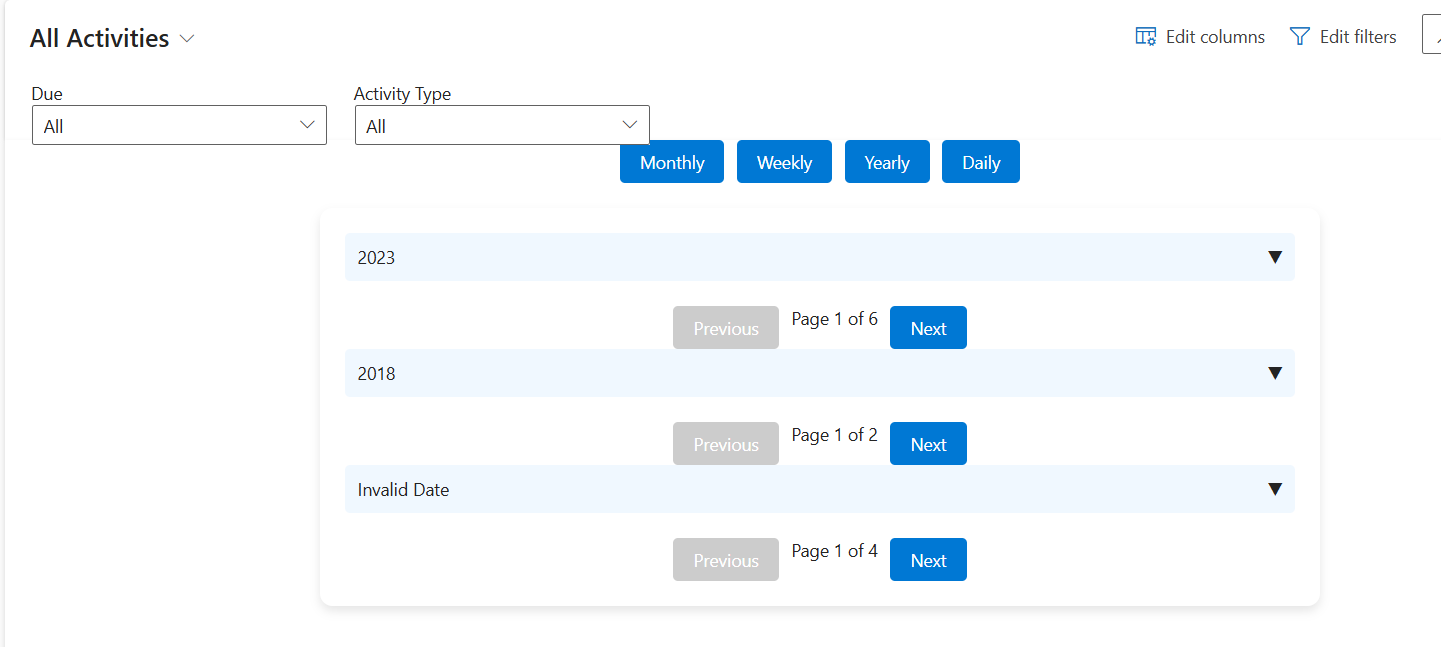 All Activities
Edit columns
Edit filters
Due
Activity Type
All
All
Monthly
Weekly
Yearly
Daily
2023
Previous
Page 1 of 6
Next
2018
Previous
Page 1 of 2
Next
Invalid Date
Previous
Page 1 of 4
Next